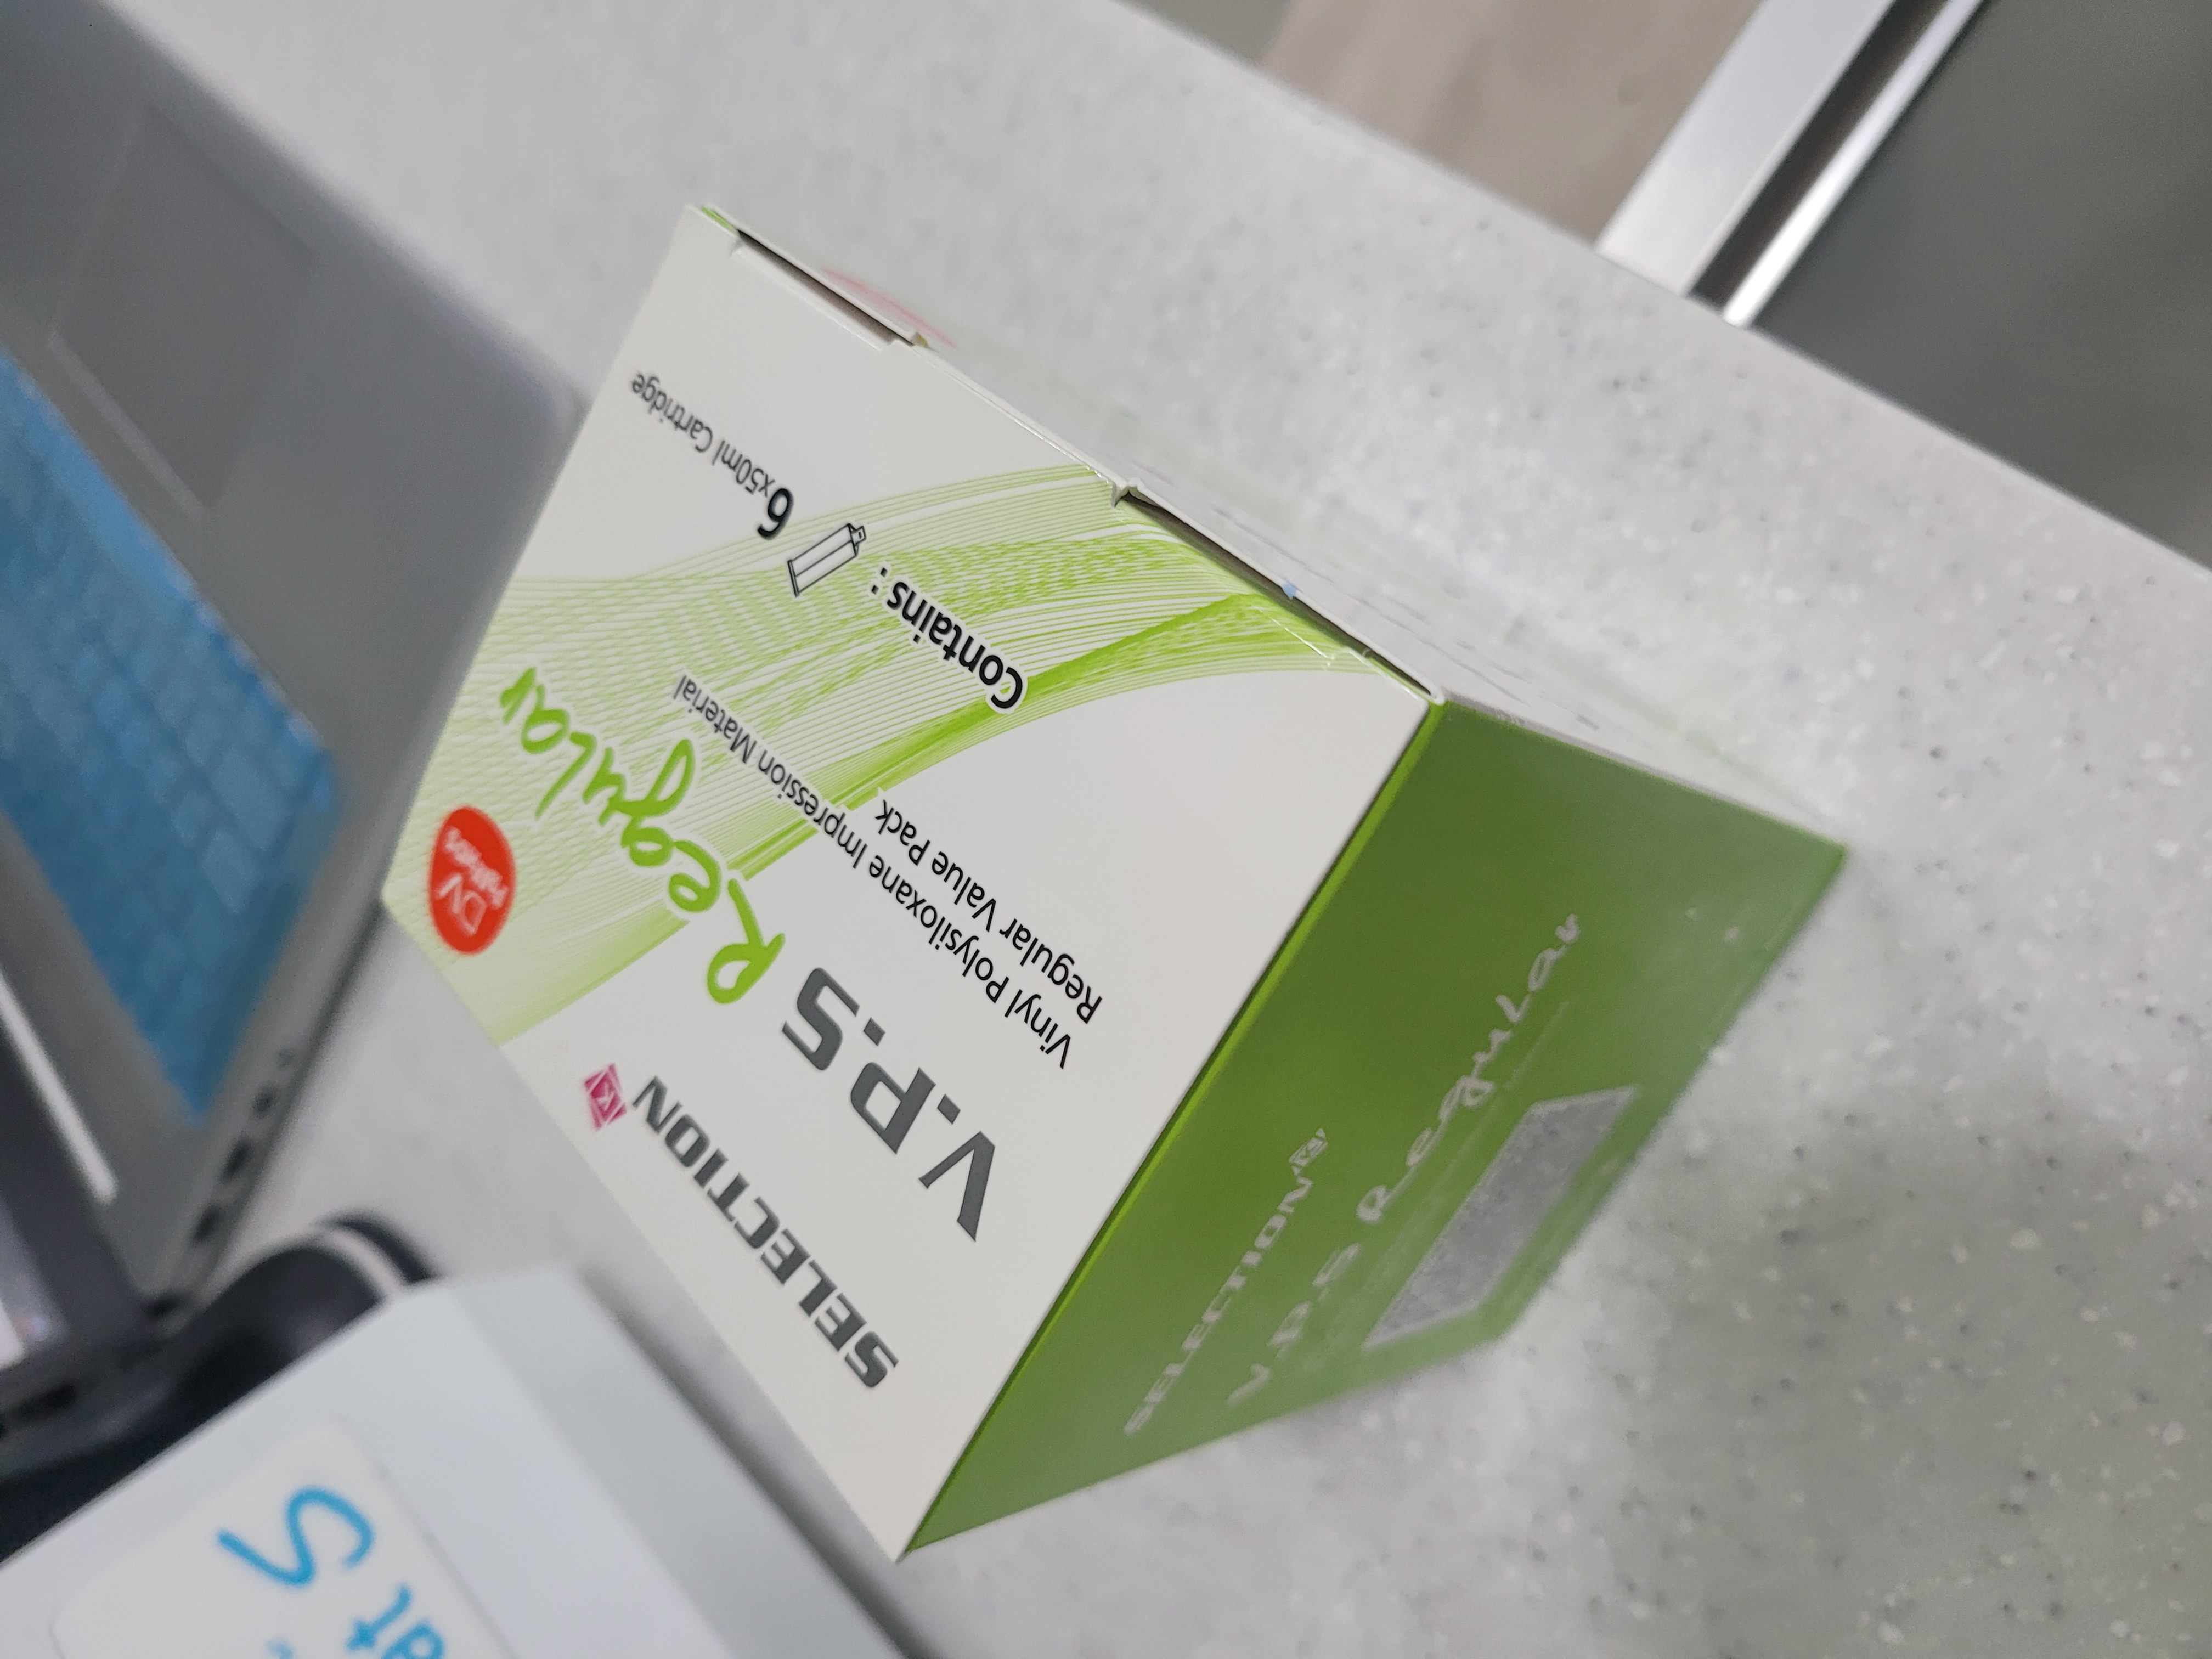 at S
DV
SELECTION K
V.P.S Regular
Vinyl Polysiloxane Impression Material
Regular Value Pack
Contains : 6x50ml Cartridge
SELECTION K
V.P.S Regular